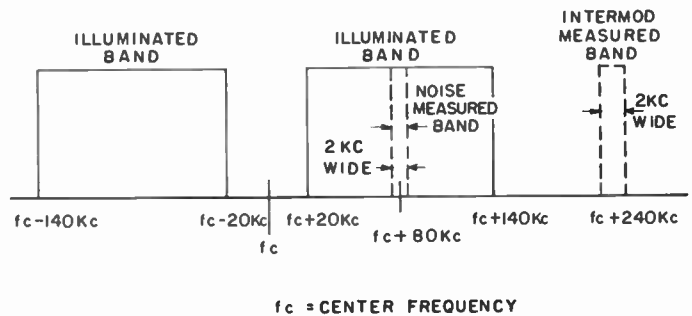 ILLUMINATED
BAND
ILLUMINATED
BAND
INTERMOD
MEASURED
BAND
NOISE
MEASURED
BAND
2 KC
WIDE
2KC
WIDE
fc-140Kc
fc-20Kc
fc
fc+20Kc
fc+80Kc
fc+140Kc
fc+240Kc
fc = CENTER FREQUENCY